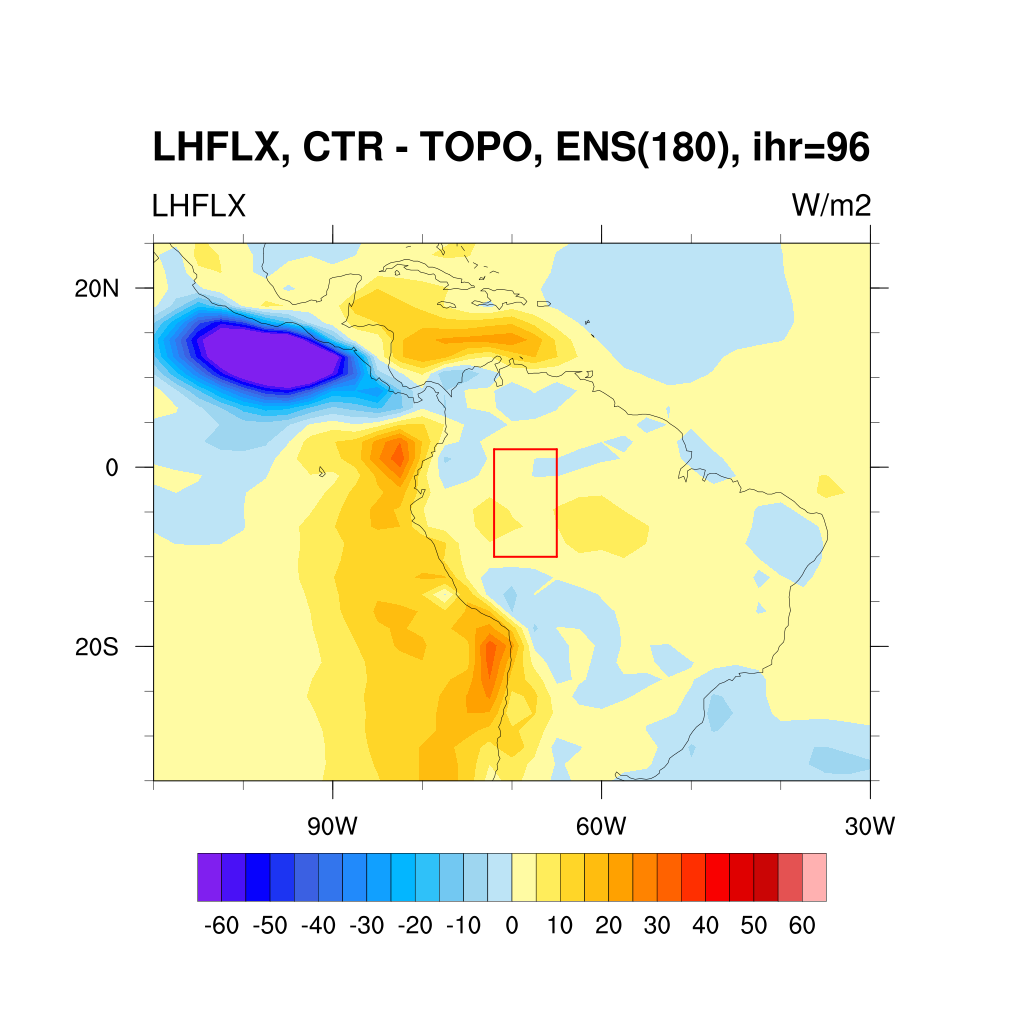 LHFLX, CTR - TOPO, ENS(180), ihr=96
LHFLX W/m2
20N
0
20S
90W 60W 30W
-60 -50 -40 -30 -20 -10 0 10 20 30 40 50 60